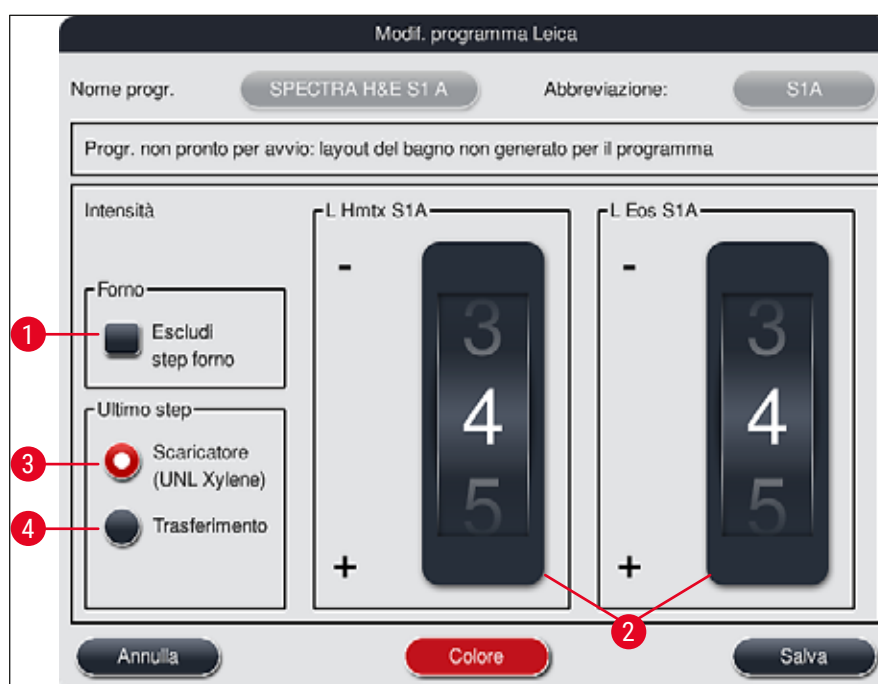 Modif. programma Leica
Nome progr. SPECTRA H&E S1 A Abbreviazione: S1A
Progr. non pronto per avvio: layout del bagno non generato per il programma
Intensità
L Hmtx S1A
L Eos S1A
- -
Forno
1
Escludi
step forno
3 3
4 4
5 5
Ultimo step
3
Scaricatore
(UNL Xylene)
4
Trasferimento
+ +
2
Annulla Colore Salva